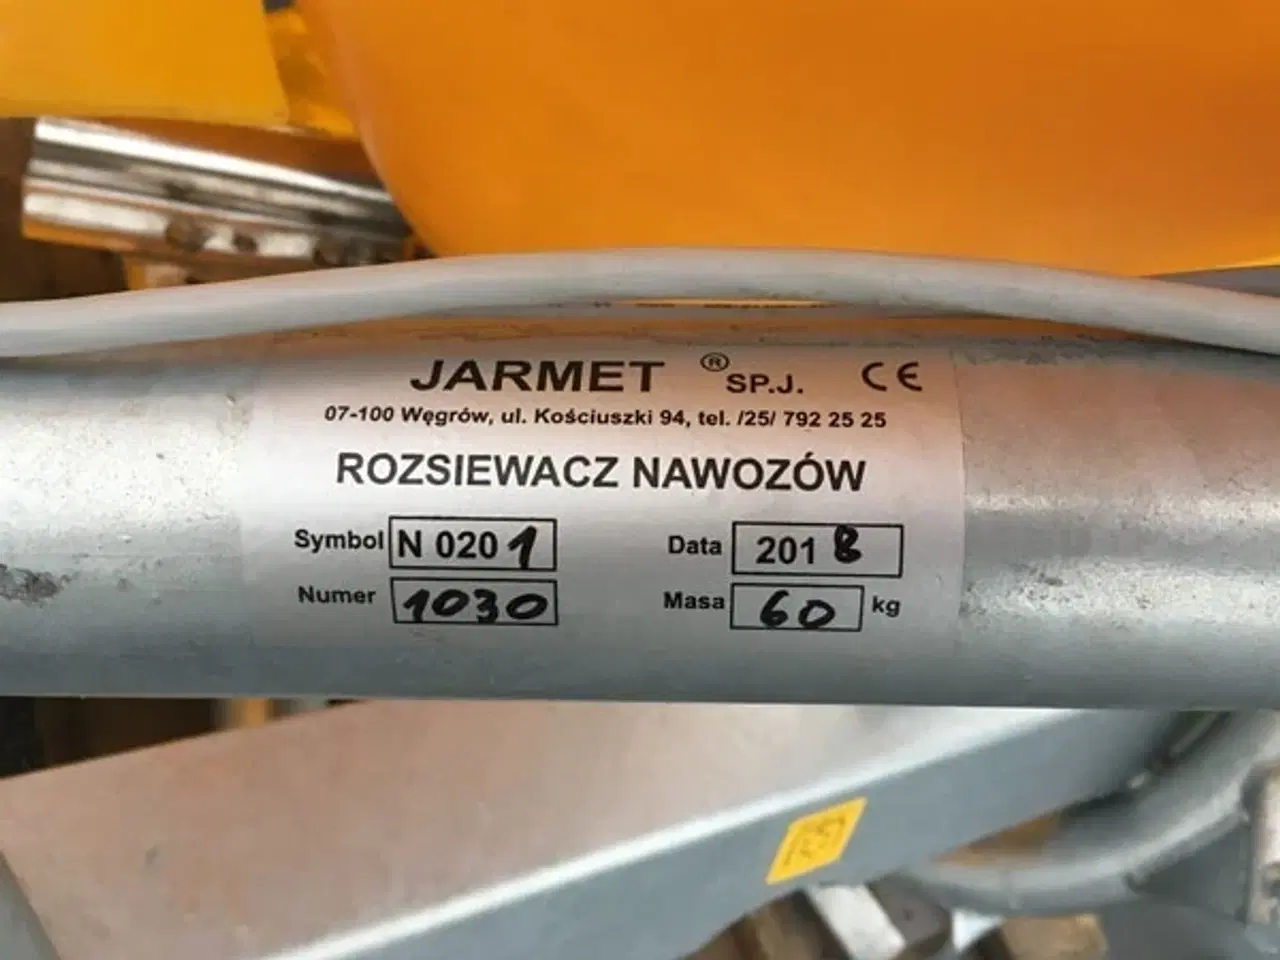 JARMET ® SP.J. CE
07-100 Węgrów, ul. Kościuszki 94, tel. /25/ 792 25 25
ROZSIEWACZ NAWOZÓW
Symbol N 0201 Data 2018
Numer 1030 Masa 60 kg